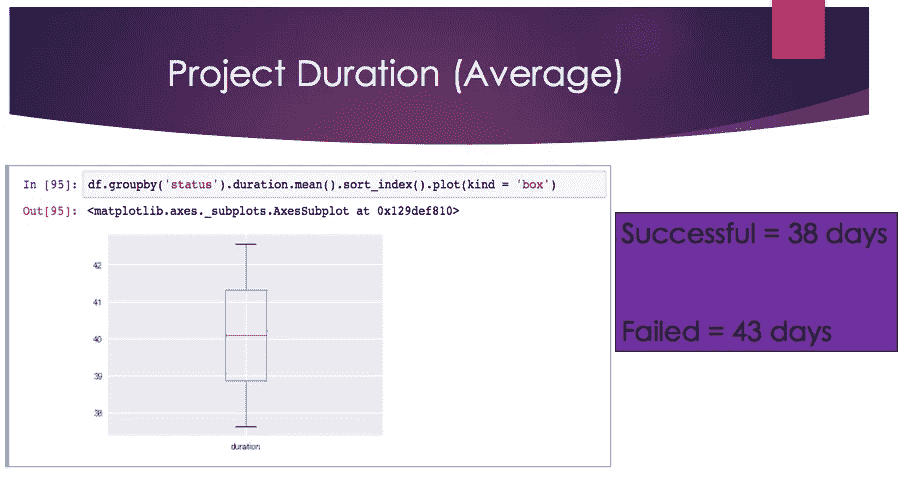 Project Duration (Average)
In [95]: df.groupby('status').duration.mean().sort_index().plot(kind = 'box')
Out[95]: <matplotlib.axes._subplots.AxesSubplot at 0x129def810>
42
41
40
39
38
duration
Successful = 38 days
Failed = 43 days